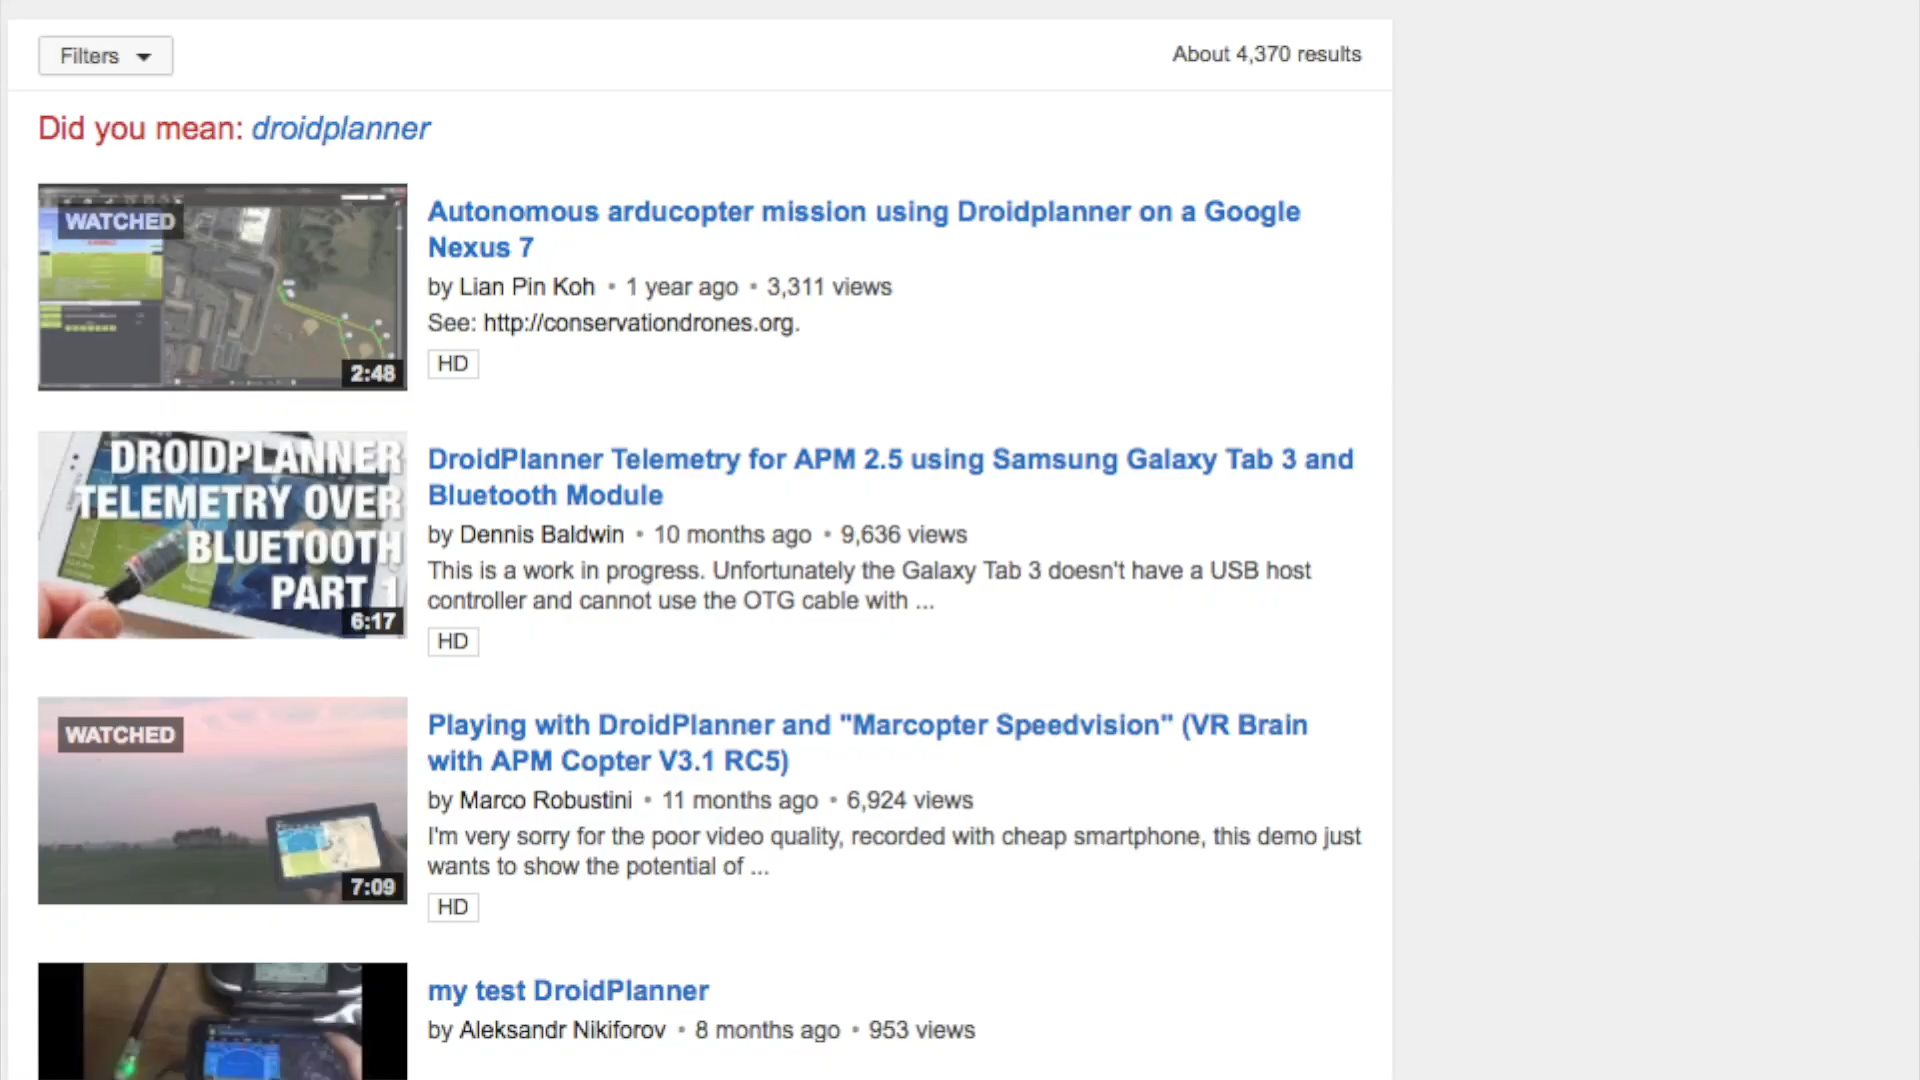 Filters
About 4,370 results
Did you mean: droidplanner
WATCHED
2:48
Autonomous arducopter mission using Droidplanner on a Google
Nexus 7
by Lian Pin Koh • 1 year ago • 3,311 views
See: http://conservationdrones.org.
HD
DROIDPLANNER
TELEMETRY OVER
BLUETOOTH
PART 1
6:17
DroidPlanner Telemetry for APM 2.5 using Samsung Galaxy Tab 3 and
Bluetooth Module
by Dennis Baldwin • 10 months ago • 9,636 views
This is a work in progress. Unfortunately the Galaxy Tab 3 doesn't have a USB host
controller and cannot use the OTG cable with ...
HD
WATCHED
7:09
Playing with DroidPlanner and "Marcopter Speedvision" (VR Brain
with APM Copter V3.1 RC5)
by Marco Robustini • 11 months ago • 6,924 views
I'm very sorry for the poor video quality, recorded with cheap smartphone, this demo just
wants to show the potential of ...
HD
my test DroidPlanner
by Aleksandr Nikiforov • 8 months ago • 953 views